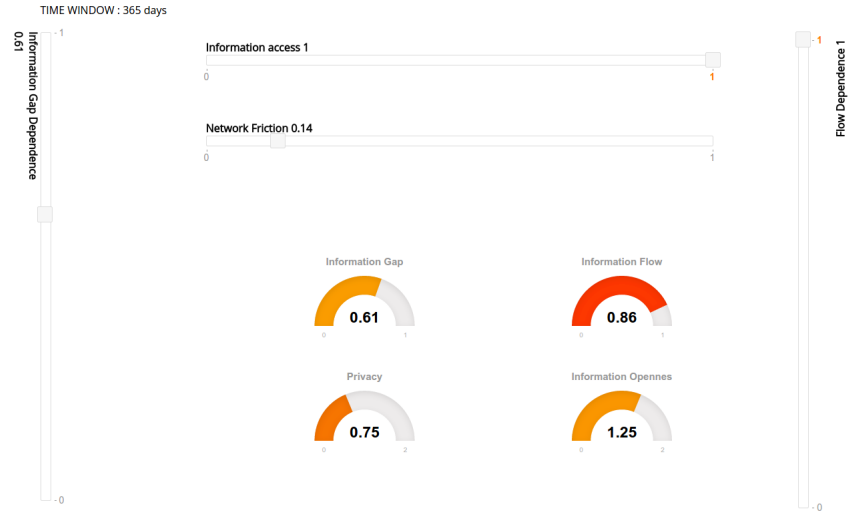 TIME WINDOW : 365 days
Information Gap Dependence
0.61
- 1
- 0
Information access 1
0
1
Network Friction 0.14
0
1
Information Gap
0.61
0
1
Information Flow
0.86
0
1
Privacy
0.75
0
2
Information Opennes
1.25
0
2
- 1
- 0
Flow Dependence 1